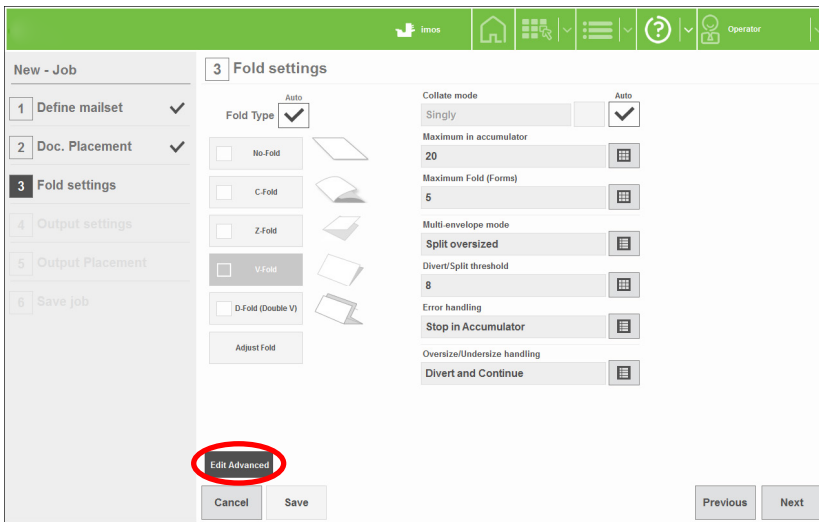 imos
Operator
New - Job
1 Define mailset
2 Doc. Placement
3 Fold settings
4 Output settings
5 Output Placement
6 Save job
3 Fold settings
Auto
Fold Type
No-Fold
C-Fold
Z-Fold
V-Fold
D-Fold (Double V)
Adjust Fold
Collate mode
Auto
Singly
Maximum in accumulator
20
Maximum Fold (Forms)
5
Multi-envelope mode
Split oversized
Divert/Split threshold
8
Error handling
Stop in Accumulator
Oversize/Undersize handling
Divert and Continue
Edit Advanced
Cancel Save Previous Next